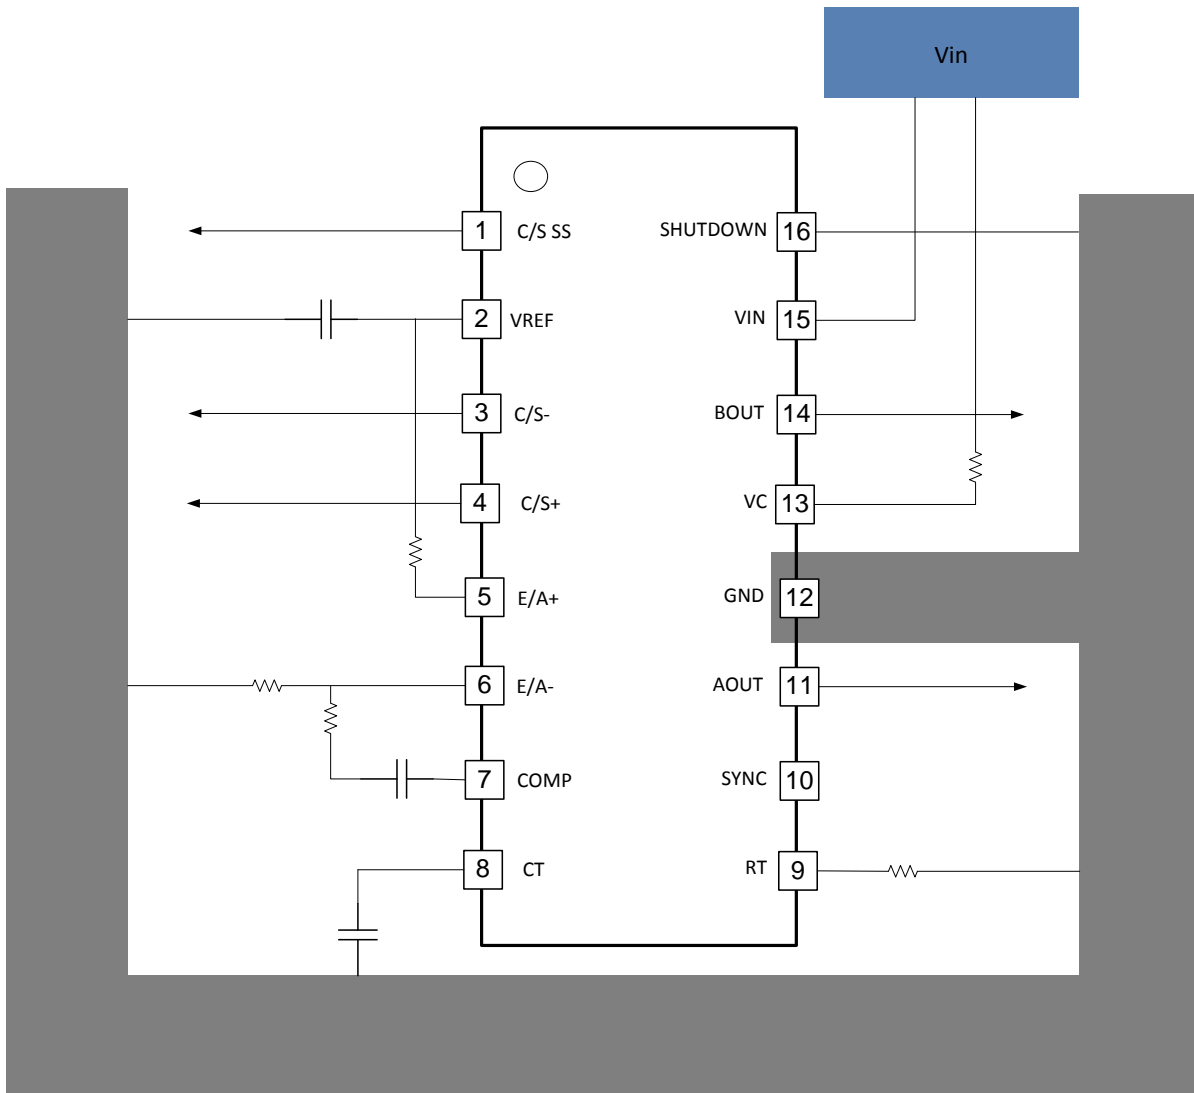 Vin
1 C/S SS
SHUTDOWN 16
2 VREF
VIN 15
3 C/S-
BOUT 14
4 C/S+
VC 13
5 E/A+
GND 12
6 E/A-
AOUT 11
7 COMP
SYNC 10
8 CT
RT 9